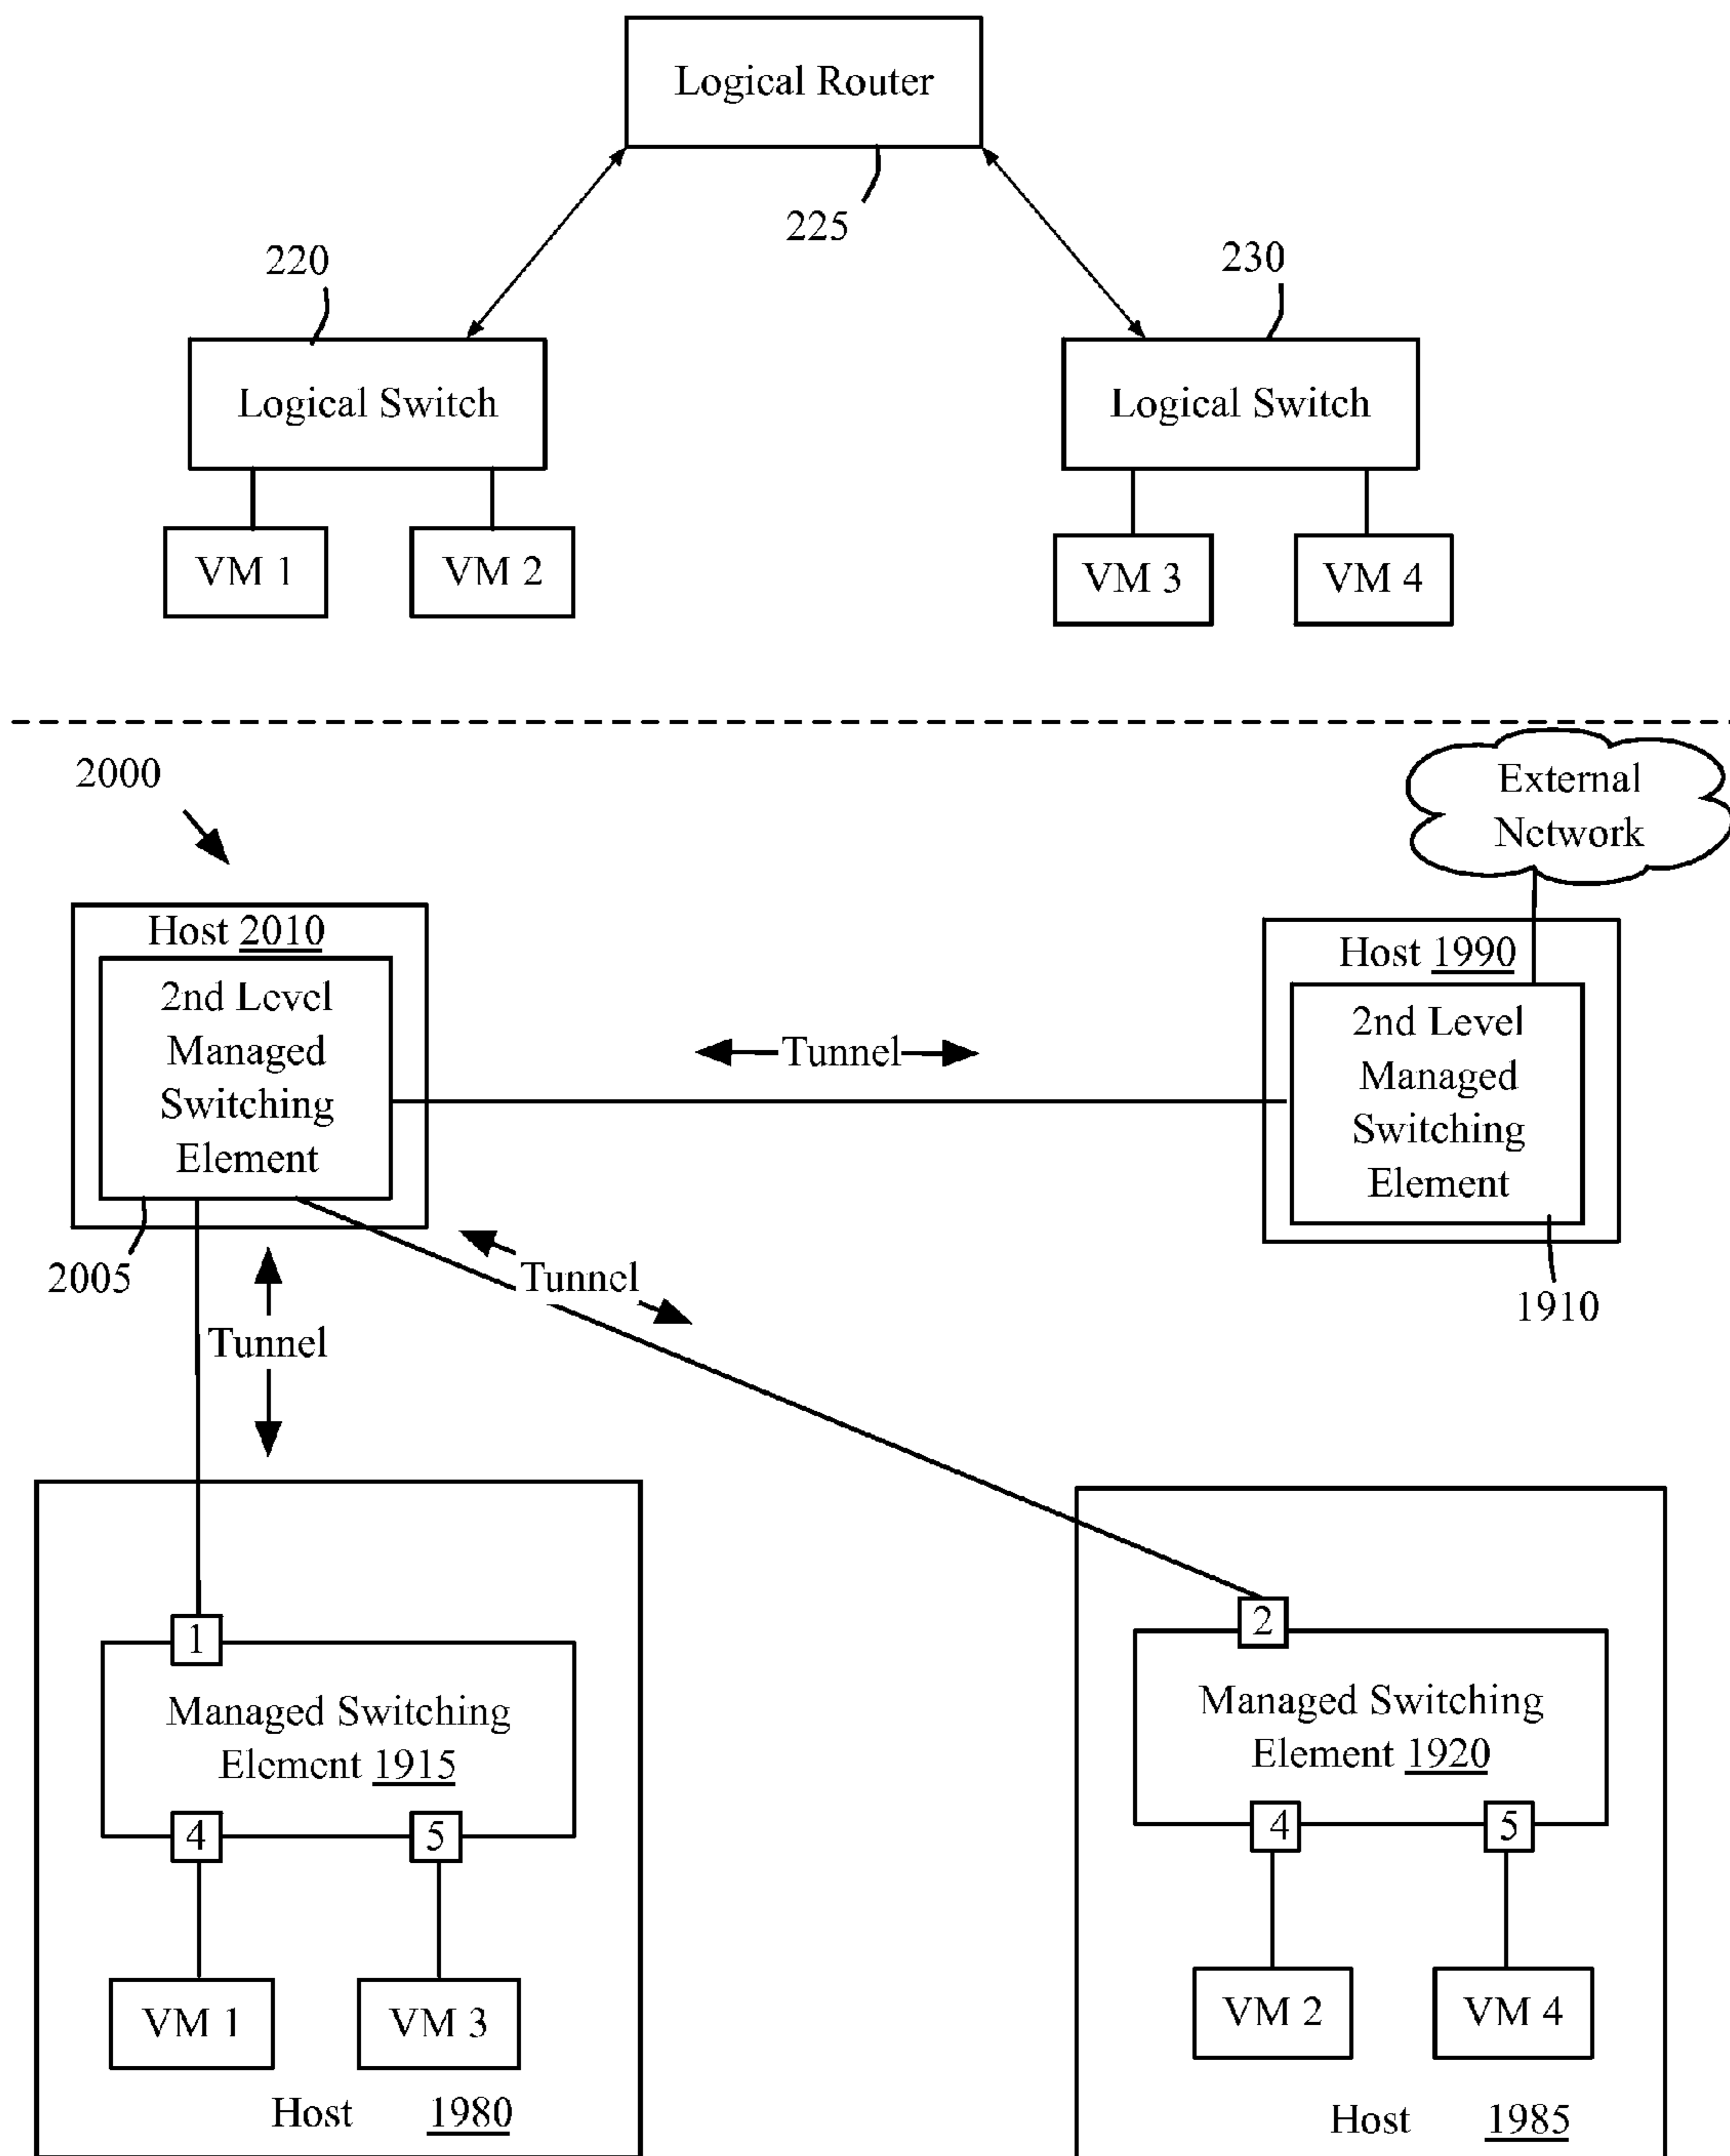 Logical Router
225
220
230
Logical Switch
Logical Switch
VM 1
VM 2
VM 3
VM 4
2000
External
Network
Host 2010
2nd Level
Managed
Switching
Element
Host 1990
2nd Level
Managed
Switching
Element
Tunnel
2005
Tunnel
1910
Tunnel
1
2
Managed Switching
Element 1915
Managed Switching
Element 1920
4
5
4
5
VM 1
VM 3
VM 2
VM 4
Host 1980
Host 1985